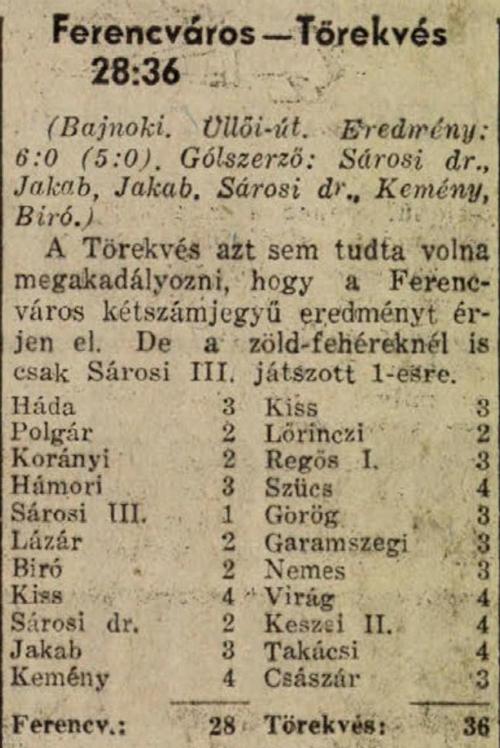 Ferencváros—Törekvés
28:36
(Bajnoki. Üllői-út. Eredmény:
6:0 (5:0). Gólszerző: Sárosi dr.,
Jakab, Jakab, Sárosi dr., Kemény,
Biró.)
A Törekvés azt sem tudta volna
megakadályozni, hogy a Ferenc-
város kétszámjegyű eredményt ér-
jen el. De a zöld-fehéreknél is
csak Sárosi III. játszott 1-esre.
Háda 3 Kiss 3
Polgár 2 Lőrinczi 2
Korányi 2 Regős I. 3
Hámori 3 Szücs 4
Sárosi III. 1 Görög 3
Lázár 2 Garamszegi 3
Biró 2 Nemes 3
Kiss 4 Virág 4
Sárosi dr. 2 Keszei II. 4
Jakab 3 Takácsi 4
Kemény 4 Császár 3
Ferencv.: 28 Törekvés: 36